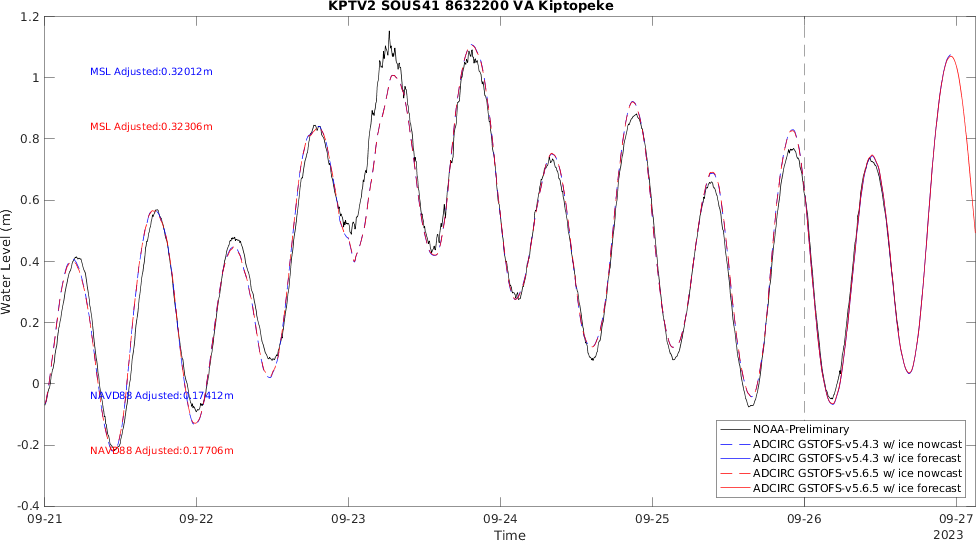 KPTV2 SOUS41 8632200 VA Kiptopeke
1.2
1
0.8
0.6
0.4
0.2
0
-0.2
-0.4
Water Level (m)
MSL Adjusted:0.32012m
MSL Adjusted:0.32306m
NAVD88 Adjusted:0.17412m
NAVD88 Adjusted:0.17706m
NOAA-Preliminary
ADCIRC GSTOFS-v5.4.3 w/ ice nowcast
ADCIRC GSTOFS-v5.4.3 w/ ice forecast
ADCIRC GSTOFS-v5.6.5 w/ ice nowcast
ADCIRC GSTOFS-v5.6.5 w/ ice forecast
09-21 09-22 09-23 09-24 09-25 09-26 09-27
Time
2023